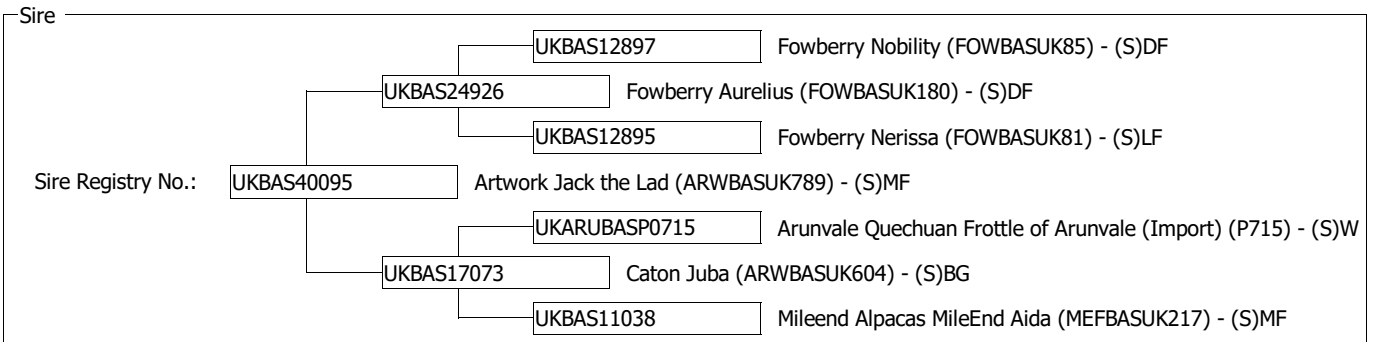 Sire
UKBAS12897 Fowberry Nobility (FOWBASUK85) - (S)DF
UKBAS24926 Fowberry Aurelius (FOWBASUK180) - (S)DF
UKBAS12895 Fowberry Nerissa (FOWBASUK81) - (S)LF
Sire Registry No.: UKBAS40095 Artwork Jack the Lad (ARWBASUK789) - (S)MF
UKARUBASP0715 Arunvale Quechuan Frottle of Arunvale (Import) (P715) - (S)W
UKBAS17073 Caton Juba (ARWBASUK604) - (S)BG
UKBAS11038 Mileend Alpacas MileEnd Aida (MEFBASUK217) - (S)MF